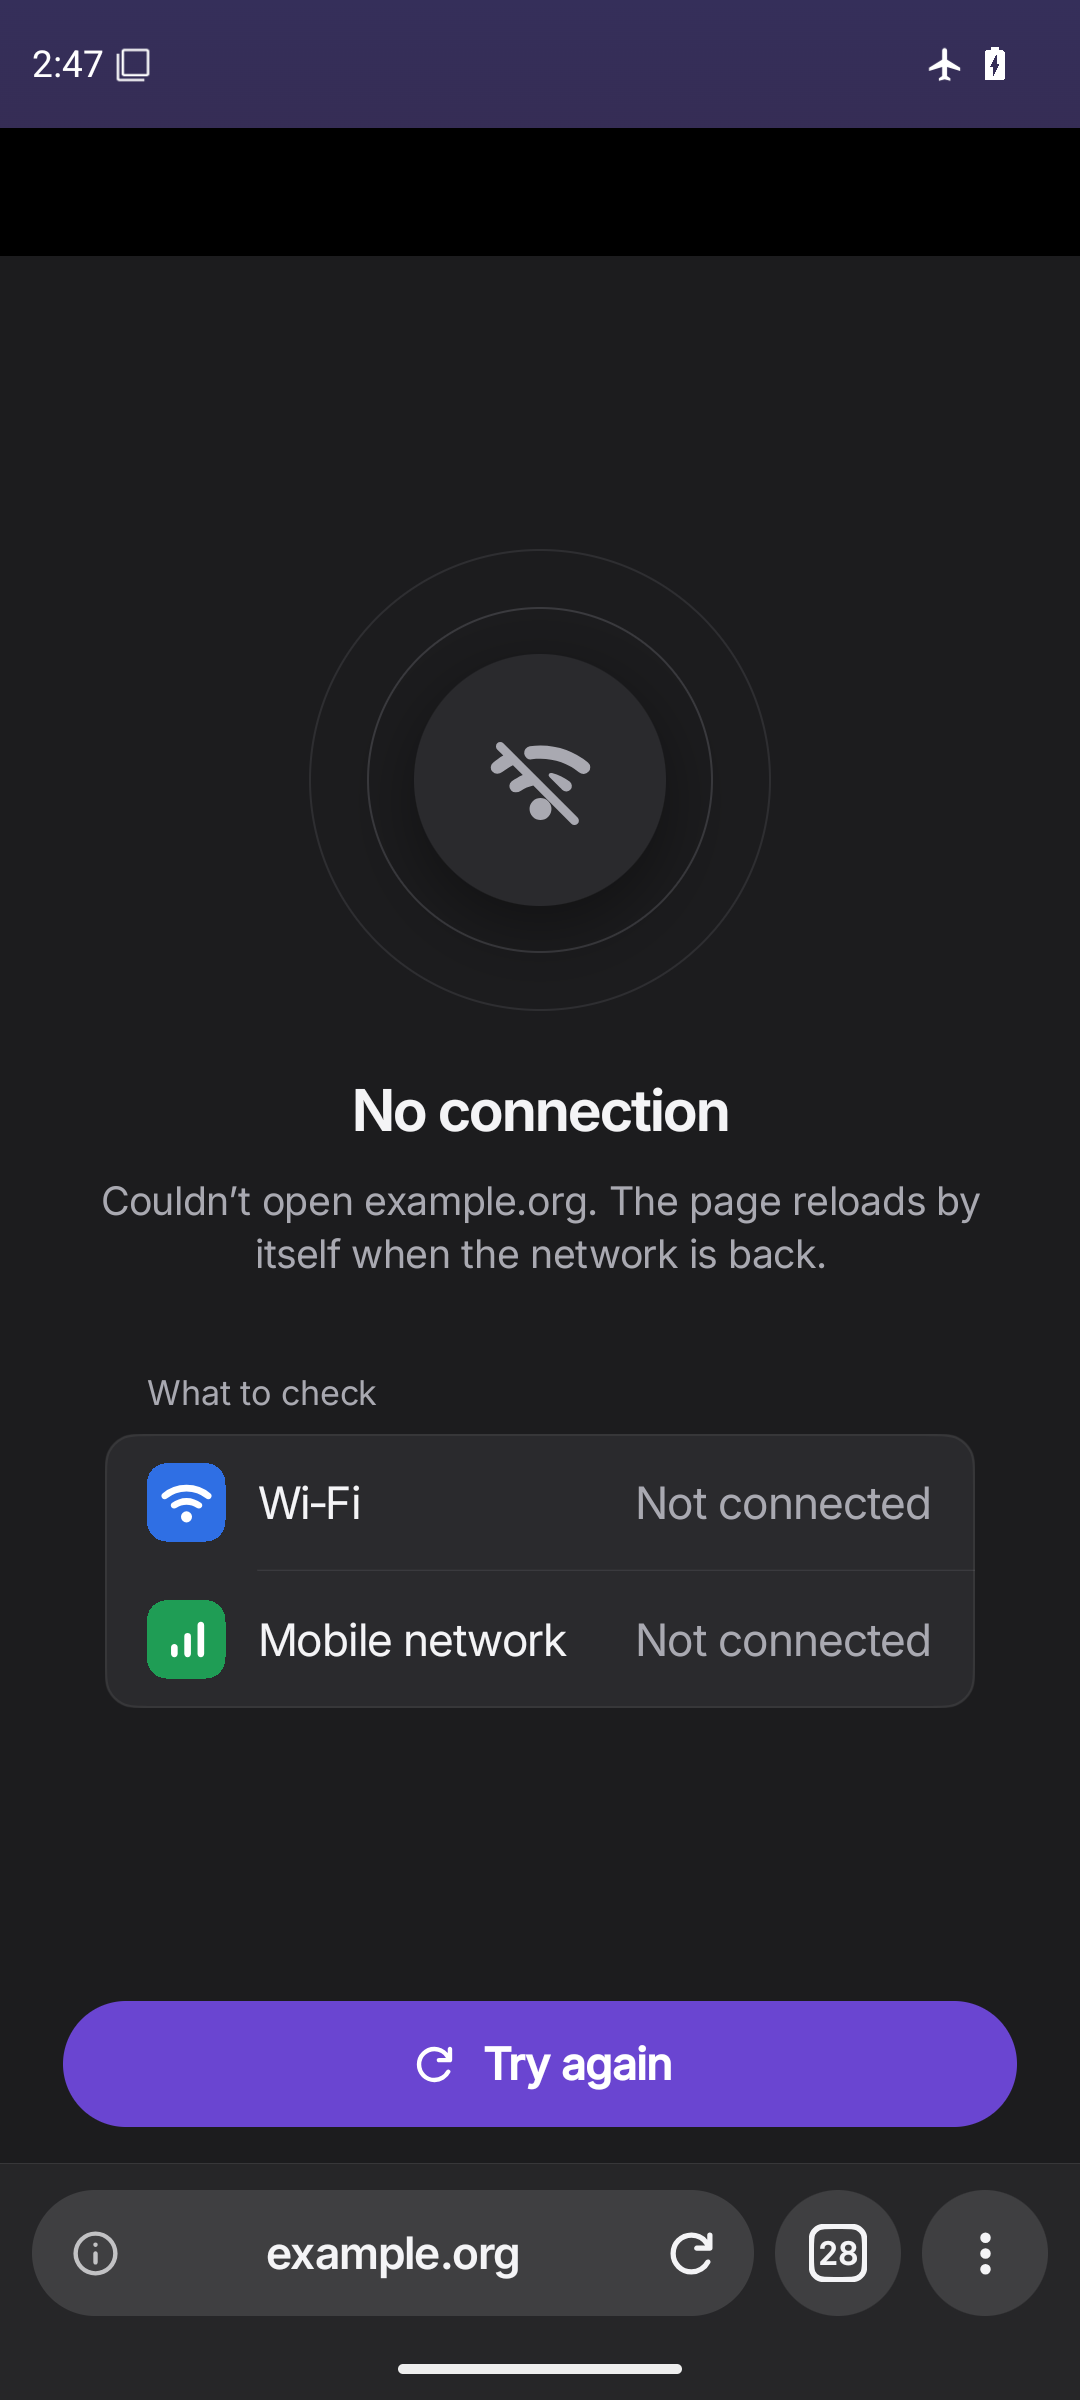 2:47
No connection
Couldn’t open example.org. The page reloads by
itself when the network is back.
What to check
Wi-Fi
Not connected
Mobile network
Not connected
Try again
example.org
28